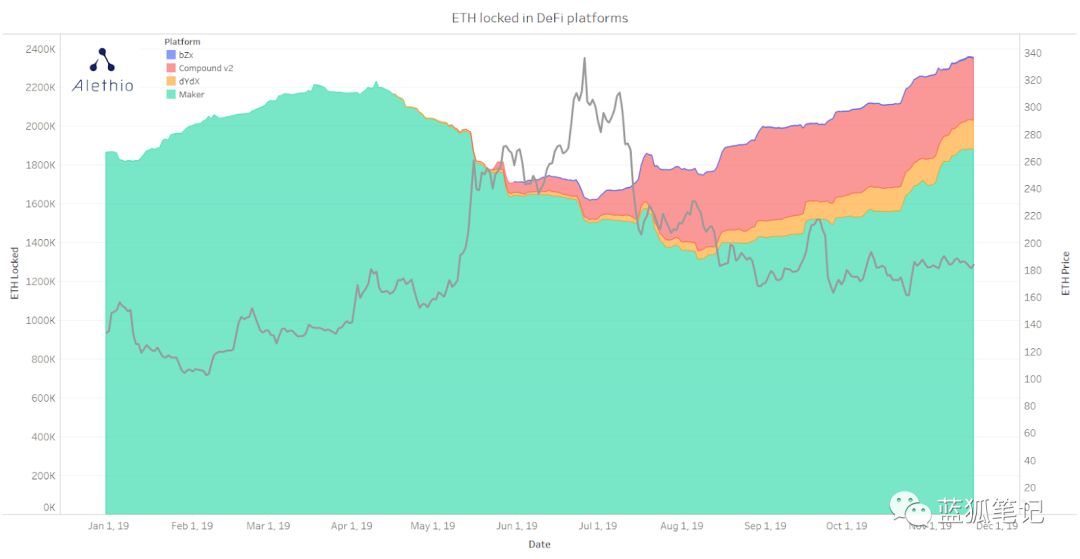 ETH locked in DeFi platforms
Alethio
Platform
bZx
Compound v2
dYdX
Maker
2400K
2200K
2000K
1800K
1600K
1400K
1200K
1000K
800K
600K
400K
200K
0K
ETH Locked
340
320
300
280
260
240
220
200
180
160
140
120
100
80
60
40
20
ETH Price
Jan 1, 19
Feb 1, 19
Mar 1, 19
Apr 1, 19
May 1, 19
Jun 1, 19
Jul 1, 19
Aug 1, 19
Sep 1, 19
Oct 1, 19
Nov 1, 19
Dec 1, 19
Date
蓝狐笔记